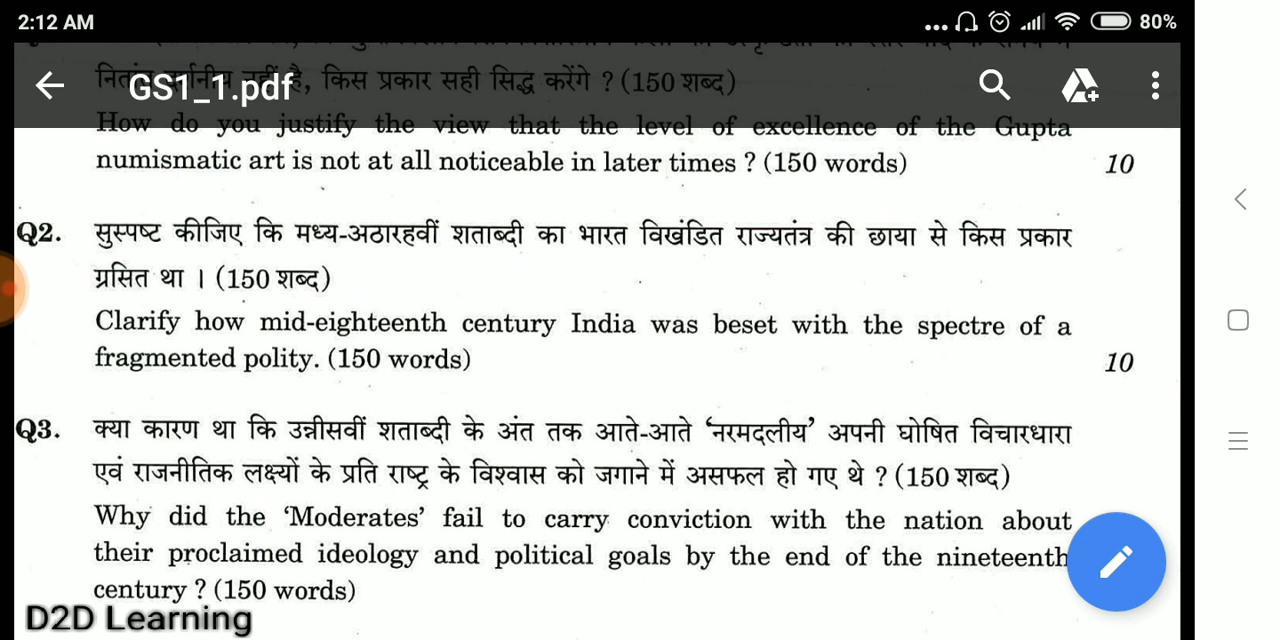 2:12 AM
80%
नितांत दर्शनीय नहीं है, किस प्रकार सही सिद्ध करेंगे ? (150 शब्द)
GS1_1.pdf
How do you justify the view that the level of excellence of the Gupta
numismatic art is not at all noticeable in later times ? (150 words) 10
Q2. सुस्पष्ट कीजिए कि मध्य-अठारहवीं शताब्दी का भारत विखंडित राज्यतंत्र की छाया से किस प्रकार
ग्रसित था । (150 शब्द)
Clarify how mid-eighteenth century India was beset with the spectre of a
fragmented polity. (150 words) 10
Q3. क्या कारण था कि उन्नीसवीं शताब्दी के अंत तक आते-आते 'नरमदलीय' अपनी घोषित विचारधारा
एवं राजनीतिक लक्ष्यों के प्रति राष्ट्र के विश्वास को जगाने में असफल हो गए थे ? (150 शब्द)
Why did the 'Moderates' fail to carry conviction with the nation about
their proclaimed ideology and political goals by the end of the nineteenth
century ? (150 words)
D2D Learning